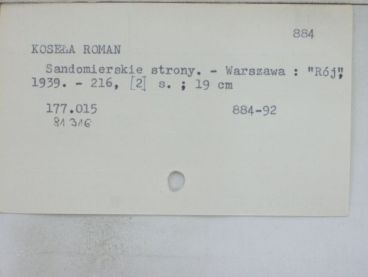 884
KOSEŁA ROMAN
Sandomierskie strony. - Warszawa : "Rój",
1939. - 216, [2] s. ; 19 cm
177.015 884-92
81 316